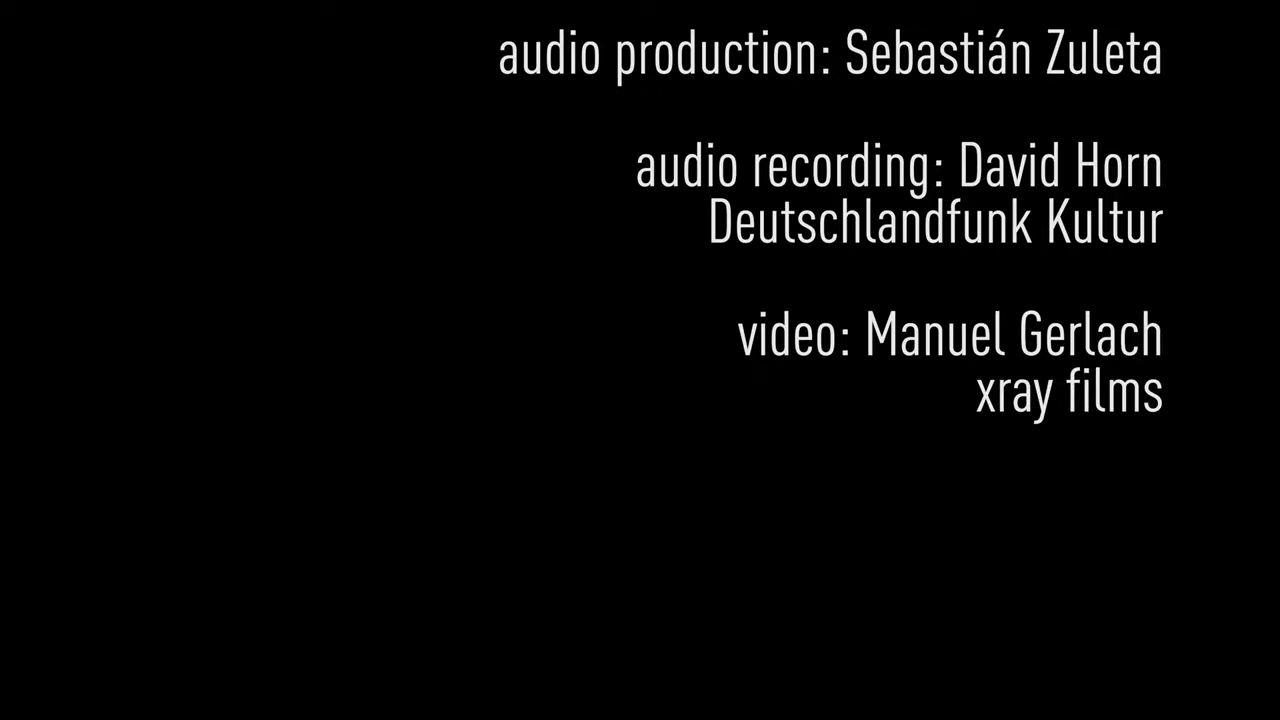 audio production: Sebastián Zuleta
audio recording: David Horn
Deutschlandfunk Kultur
video: Manuel Gerlach
xray films